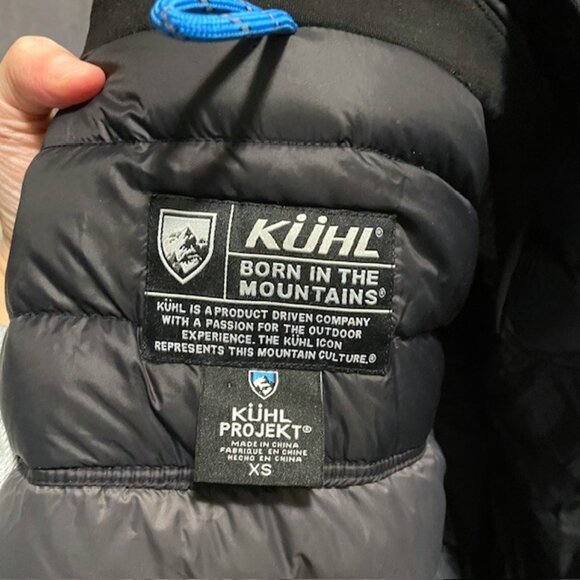 KÜHL®
BORN IN THE
MOUNTAINS®
KÜHL IS A PRODUCT DRIVEN COMPANY
WITH A PASSION FOR THE OUTDOOR
EXPERIENCE. THE KÜHL ICON
REPRESENTS THIS MOUNTAIN CULTURE.®
KÜHL
PROJEKT®
MADE IN CHINA
FABRIQUE EN CHINE
HECHO EN CHINA
XS